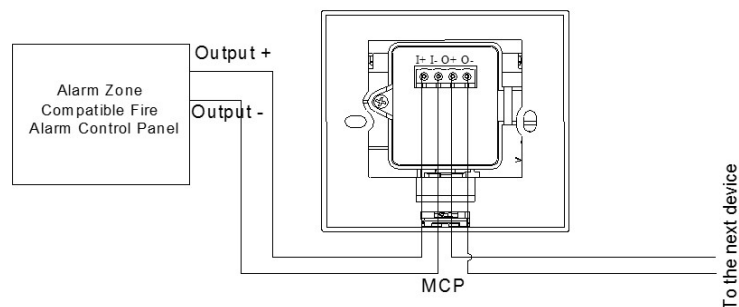 Alarm Zone
Compatible Fire
Alarm Control Panel
Output +
Output -
I+ I- O+ O-
MCP
To the next device